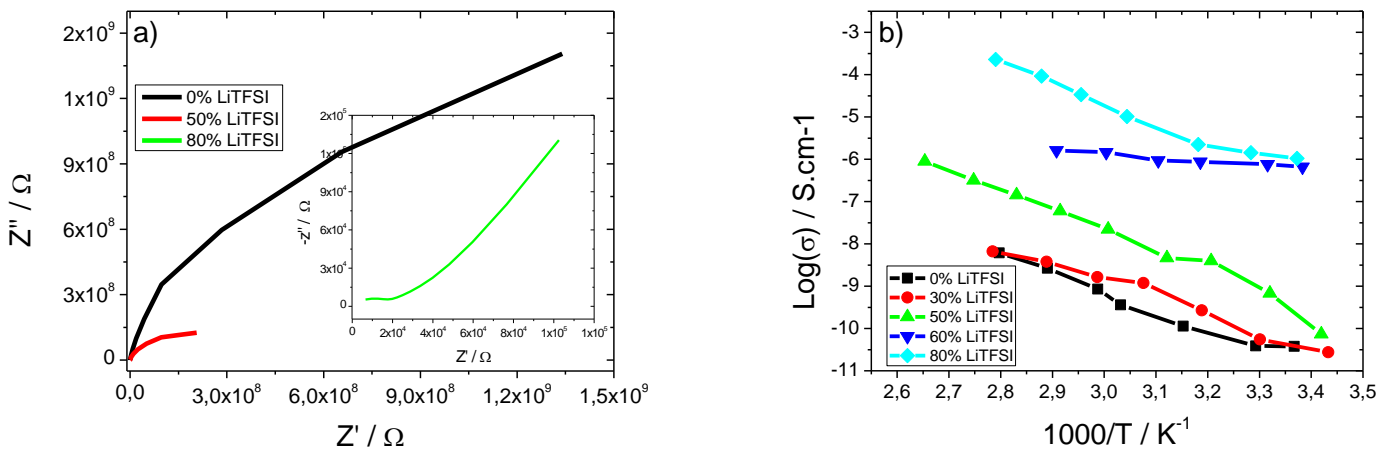 a)
2x10⁹
1x10⁹
9x10⁸
6x10⁸
3x10⁸
0
0,0
3,0x10⁸
6,0x10⁸
9,0x10⁸
1,2x10⁹
1,5x10⁹
Z'' / Ω
Z' / Ω
0% LiTFSI
50% LiTFSI
80% LiTFSI
2x10⁵
1x10⁵
9x10⁴
6x10⁴
3x10⁴
0
0
2x10⁴
4x10⁴
6x10⁴
8x10⁴
1x10⁵
1x10⁵
-Z'' / Ω
Z' / Ω
b)
-3
-4
-5
-6
-7
-8
-9
-10
-11
2,6
2,7
2,8
2,9
3,0
3,1
3,2
3,3
3,4
3,5
Log(σ) / S.cm-1
1000/T / K⁻¹
0% LiTFSI
30% LiTFSI
50% LiTFSI
60% LiTFSI
80% LiTFSI